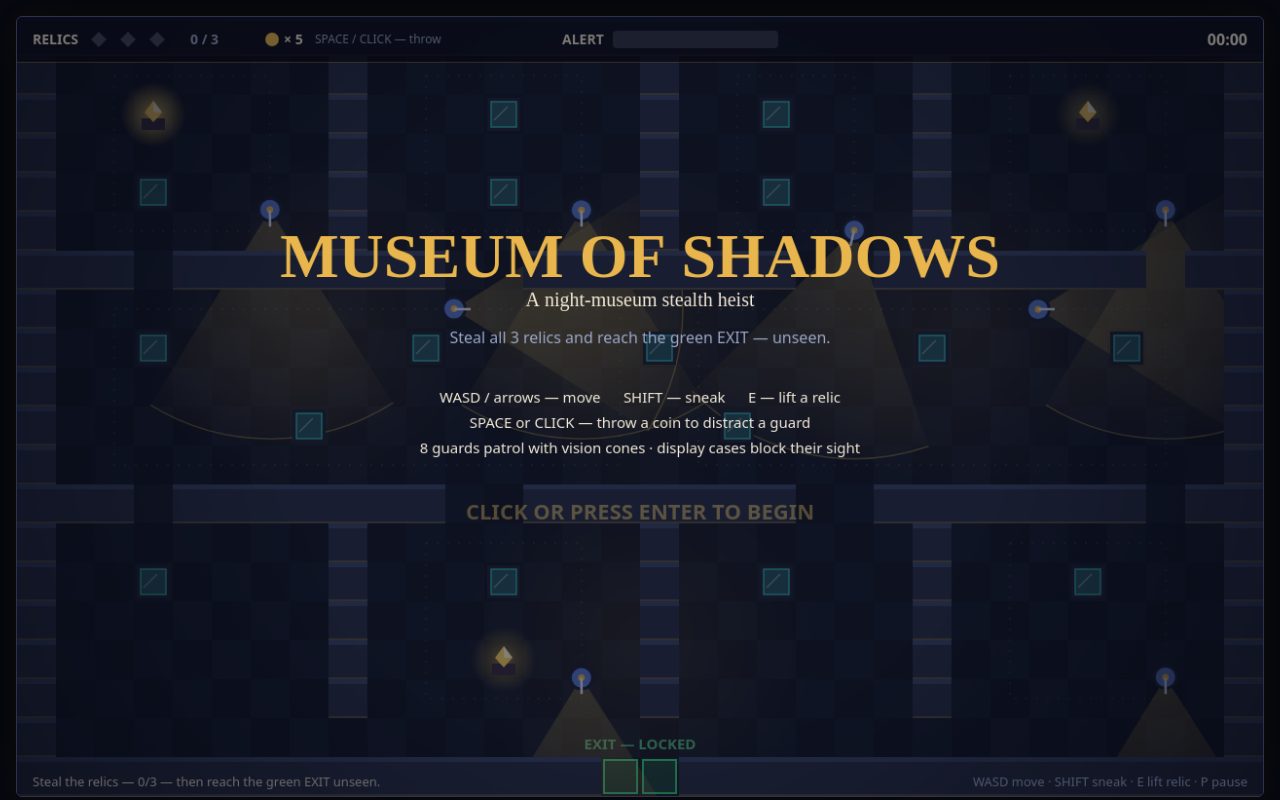 RELICS 0 / 3 × 5 SPACE / CLICK — throw ALERT 00:00
MUSEUM OF SHADOWS
A night-museum stealth heist
Steal all 3 relics and reach the green EXIT — unseen.
WASD / arrows — move SHIFT — sneak E — lift a relic
SPACE or CLICK — throw a coin to distract a guard
8 guards patrol with vision cones · display cases block their sight
CLICK OR PRESS ENTER TO BEGIN
EXIT — LOCKED
Steal the relics — 0/3 — then reach the green EXIT unseen. WASD move · SHIFT sneak · E lift relic · P pause